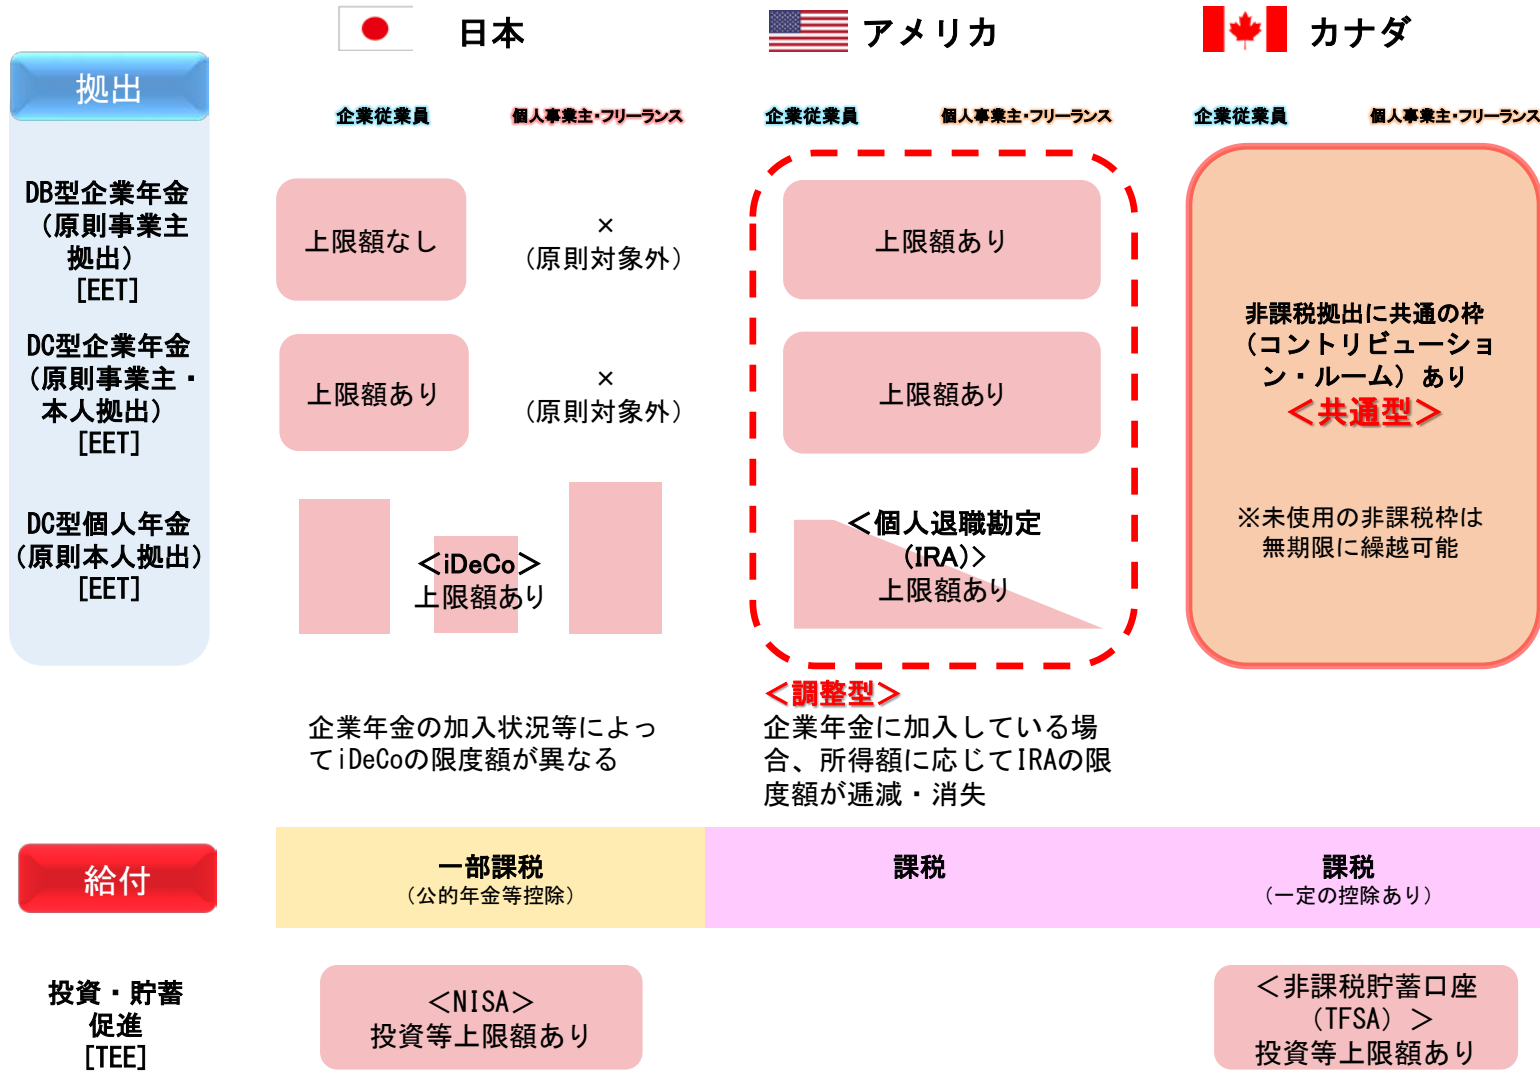 日本
アメリカ
カナダ
拠出
企業従業員
個人事業主・フリーランス
企業従業員
個人事業主・フリーランス
企業従業員
個人事業主・フリーランス
DB型企業年金
（原則事業主
拠出）
[EET]
上限額なし
×
（原則対象外）
上限額あり
DC型企業年金
（原則事業主・
本人拠出）
[EET]
上限額あり
×
（原則対象外）
上限額あり
DC型個人年金
（原則本人拠出）
[EET]
＜iDeCo＞
上限額あり
＜個人退職勘定
(IRA)＞
上限額あり
非課税拠出に共通の枠
（コントリビューショ
ン・ルーム）あり
＜共通型＞
※未使用の非課税枠は
無期限に繰越可能
企業年金の加入状況等によっ
てiDeCoの限度額が異なる
＜調整型＞
企業年金に加入している場
合、所得額に応じてIRAの限
度額が逓減・消失
給付
一部課税
（公的年金等控除）
課税
課税
（一定の控除あり）
投資・貯蓄
促進
[TEE]
＜NISA＞
投資等上限額あり
＜非課税貯蓄口座
（TFSA）＞
投資等上限額あり